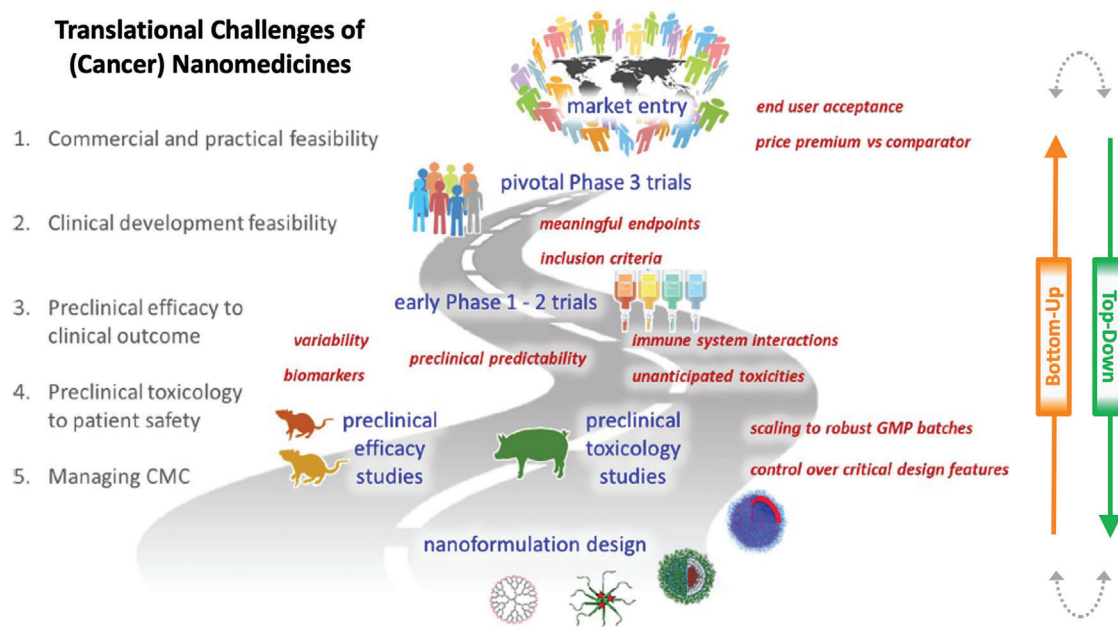 Translational Challenges of
(Cancer) Nanomedicines
1. Commercial and practical feasibility
2. Clinical development feasibility
3. Preclinical efficacy to
clinical outcome
4. Preclinical toxicology
to patient safety
5. Managing CMC
market entry
end user acceptance
price premium vs comparator
pivotal Phase 3 trials
meaningful endpoints
inclusion criteria
early Phase 1 - 2 trials
variability
biomarkers
preclinical predictability
immune system interactions
unanticipated toxicities
preclinical
efficacy
studies
preclinical
toxicology
studies
scaling to robust GMP batches
control over critical design features
nanoformulation design
Bottom-Up
Top-Down